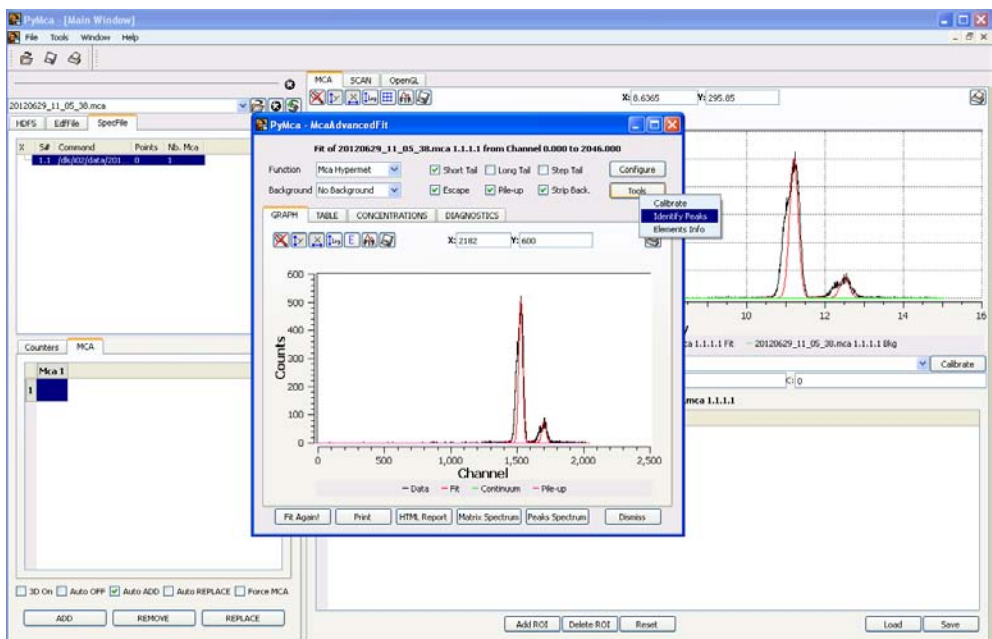 PyMca - [Main Window]
File Tools Window Help
MCA SCAN OpenGL
20120629_11_05_38.mca
X: 8.6365 Y: 295.85
HDF5 EdfFile SpecFile
X S# Command Points Nb. Mca
1.1 /dls/i02/data/201... 0 1
PyMca - McaAdvancedFit
Fit of 20120629_11_05_38.mca 1.1.1.1 from Channel 0.000 to 2046.000
Function Mca Hypermet Short Tail Long Tail Step Tail Configure
Background No Background Escape Pile-up Strip Back. Tools
Calibrate
Identify Peaks
Elements Info
GRAPH TABLE CONCENTRATIONS DIAGNOSTICS
X: 2182 Y: 600
600
500
400
300
200
100
0
Counts
0 500 1,000 1,500 2,000 2,500
Channel
Data Fit Continuum Pile-up
Fit Again! Print HTML Report Matrix Spectrum Peaks Spectrum Dismiss
10 12 14 16
1.1.1.1 Fit 20120629_11_05_38.mca 1.1.1.1 Bkg
Calibrate
C: 0
.mca 1.1.1.1
Counters MCA
Mca 1
1
3D On Auto OFF Auto ADD Auto REPLACE Force MCA
ADD REMOVE REPLACE
Add ROI Delete ROI Reset Load Save